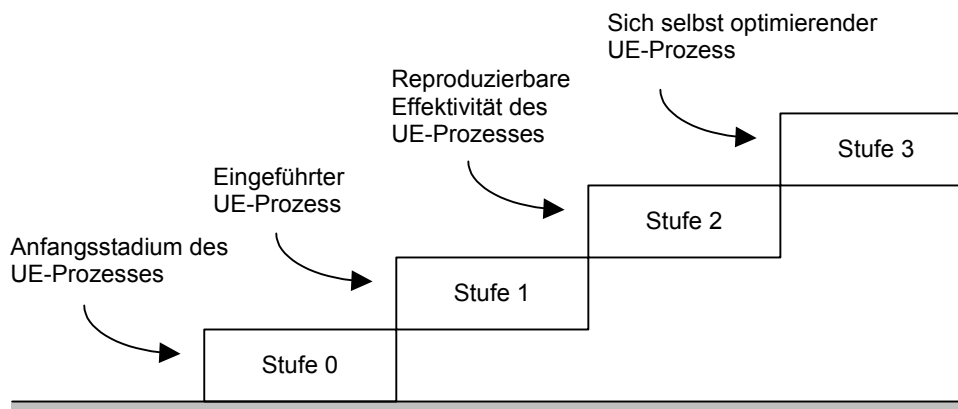 Sich selbst optimierender
UE-Prozess
Reproduzierbare
Effektivität des
UE-Prozesses
Stufe 3
Eingeführter
UE-Prozess
Stufe 2
Anfangsstadium des
UE-Prozesses
Stufe 1
Stufe 0